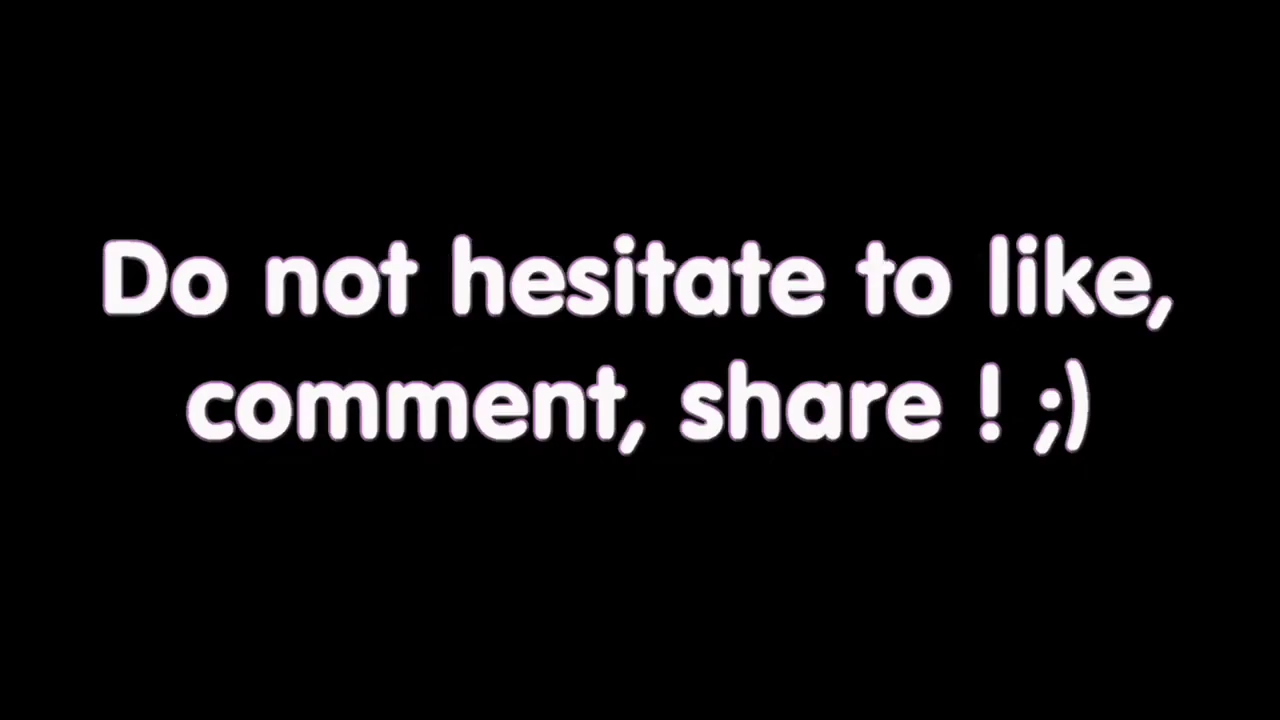 Do not hesitate to like,
comment, share ! ;)